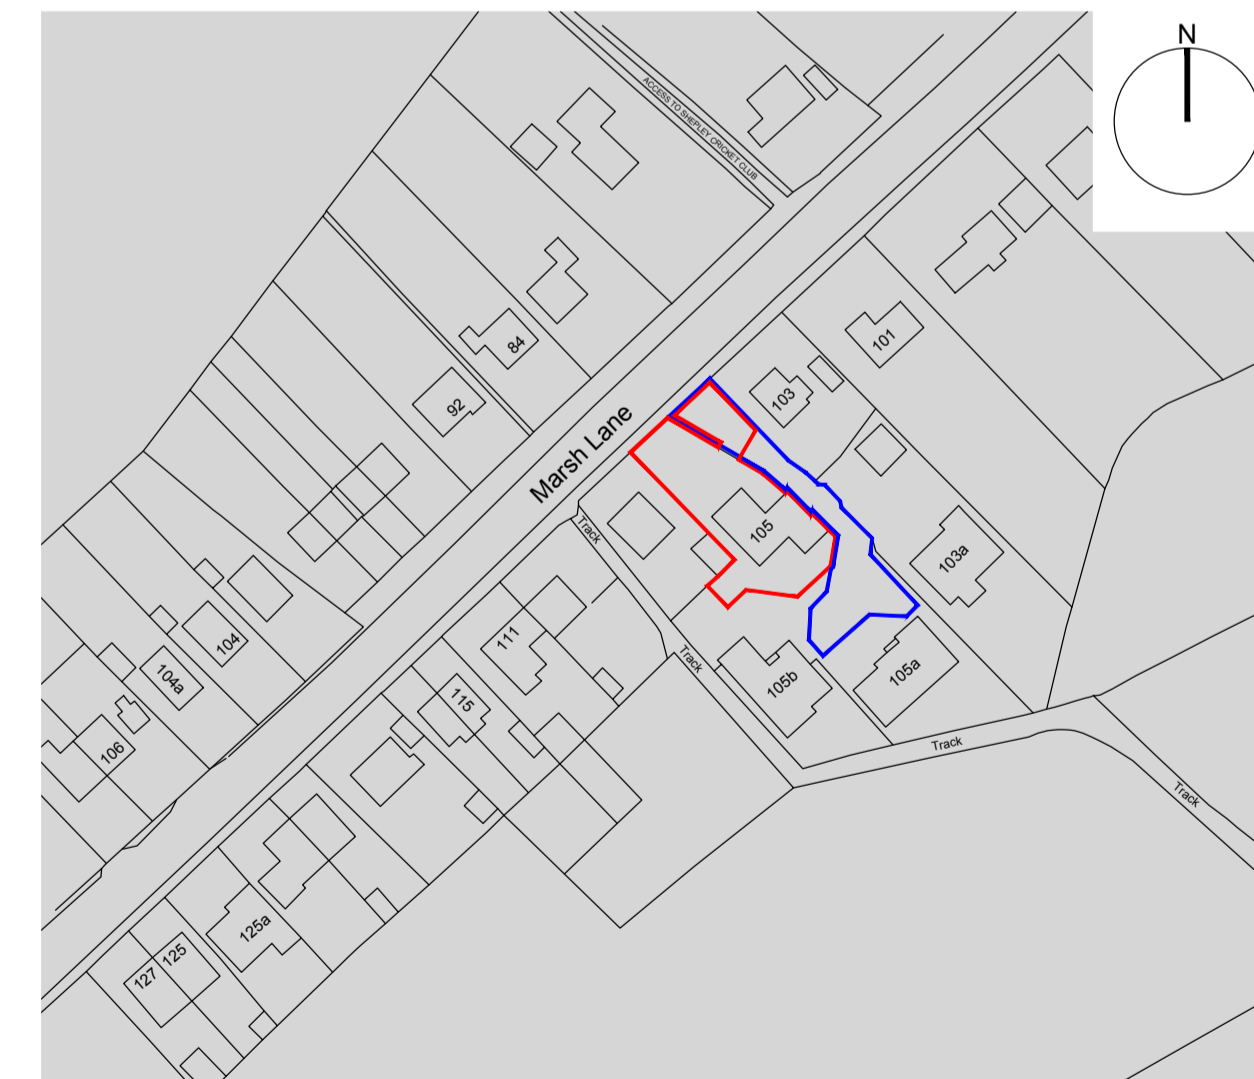 N
ACCESS TO SHEPLEY CRICKET CLUB
84
101
92
103
Marsh Lane
Track
105
103a
111
104
Track
105b
105a
104a
115
106
Track
Track
125a
125
127